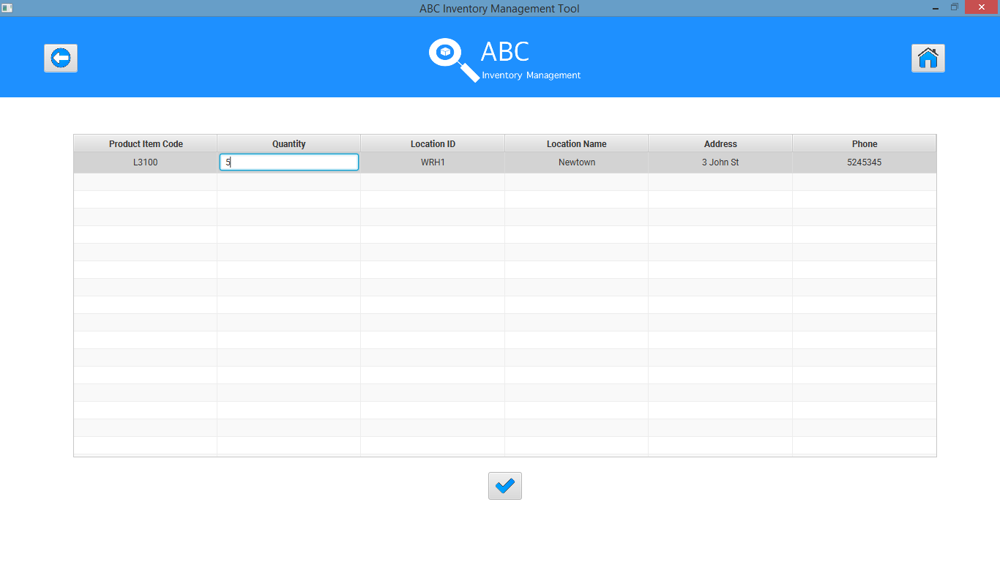 ABC Inventory Management Tool
ABC
Inventory Management
Product Item Code Quantity Location ID Location Name Address Phone
L3100 5 WRH1 Newtown 3 John St 5245345